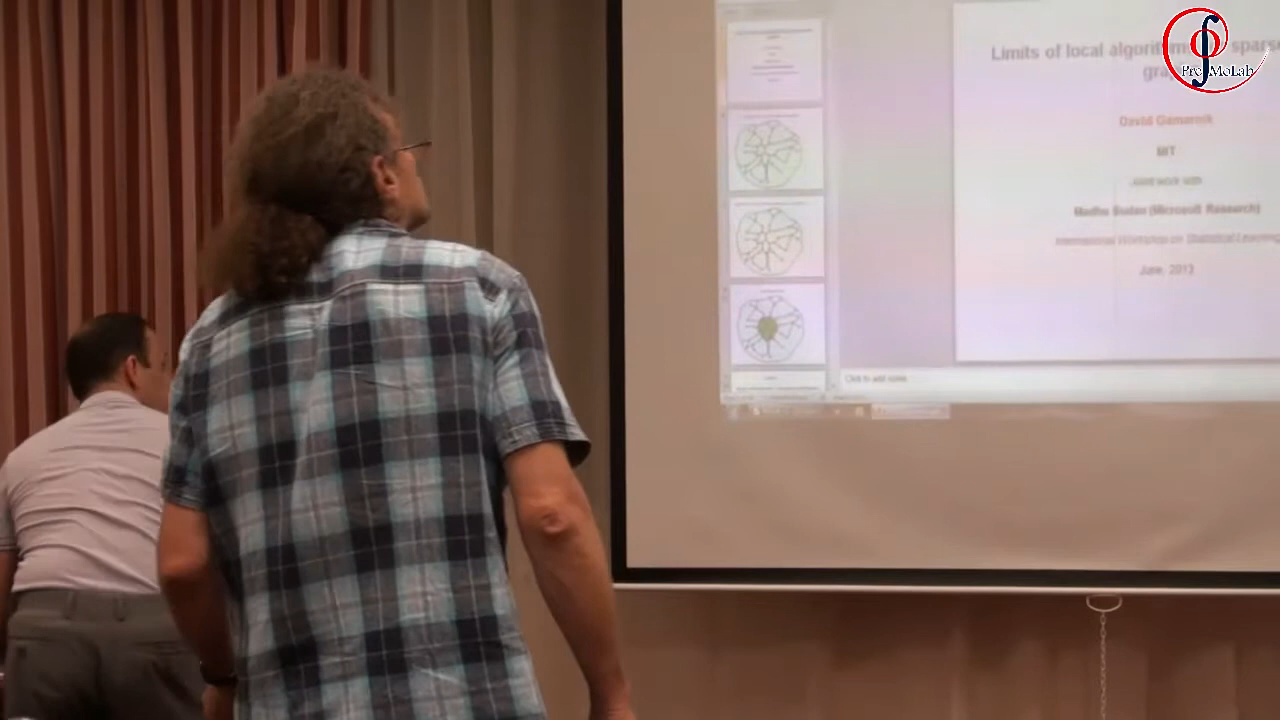 Limits of local algorithms sparse
David Gamarnik
MIT
Joint work with
Madhu Sudan (Microsoft Research)
International Workshop on Statistical Learning
June, 2013
Click to add notes
PreMoLab